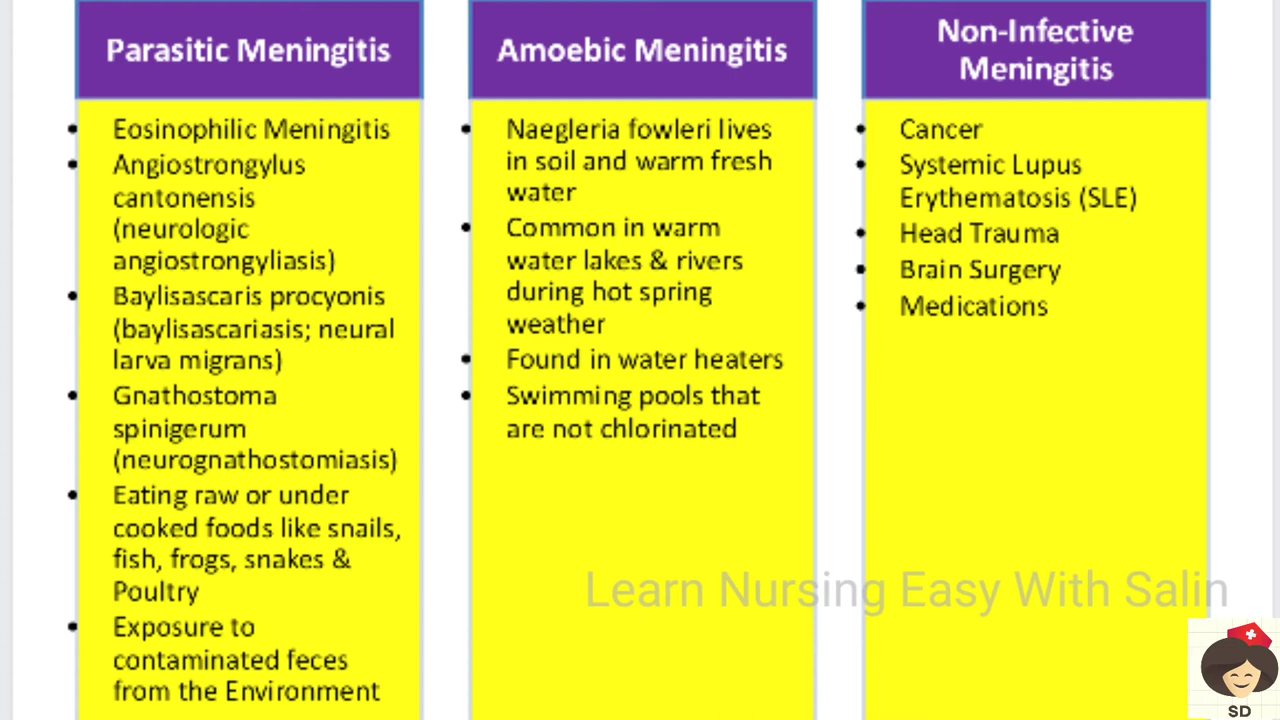 Parasitic Meningitis
• Eosinophilic Meningitis
• Angiostrongylus
cantonensis
(neurologic
angiostrongyliasis)
• Baylisascaris procyonis
(baylisascariasis; neural
larva migrans)
• Gnathostoma
spinigerum
(neurognathostomiasis)
• Eating raw or under
cooked foods like snails,
fish, frogs, snakes &
Poultry
• Exposure to
contaminated feces
from the Environment
Amoebic Meningitis
• Naegleria fowleri lives
in soil and warm fresh
water
• Common in warm
water lakes & rivers
during hot spring
weather
• Found in water heaters
• Swimming pools that
are not chlorinated
Non-Infective
Meningitis
• Cancer
• Systemic Lupus
Erythematosis (SLE)
• Head Trauma
• Brain Surgery
• Medications
Learn Nursing Easy With Salin
SD